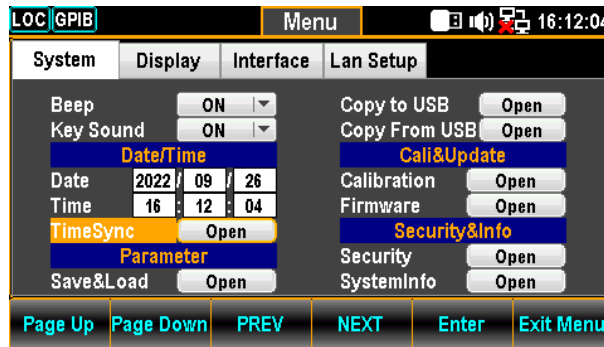 LOC GPIB Menu 16:12:04
System Display Interface Lan Setup
Beep ON Copy to USB Open
Key Sound ON Copy From USB Open
Date/Time Cali&Update
Date 2022 / 09 / 26 Calibration Open
Time 16 : 12 : 04 Firmware Open
TimeSync Open Security&Info
Parameter Security Open
Save&Load Open SystemInfo Open
Page Up Page Down PREV NEXT Enter Exit Menu